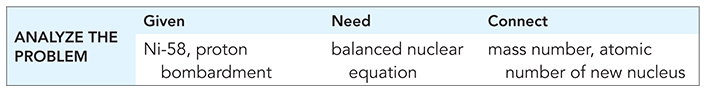 Given Need Connect
ANALYZE THE
PROBLEM
Ni-58, proton
bombardment
balanced nuclear
equation
mass number, atomic
number of new nucleus